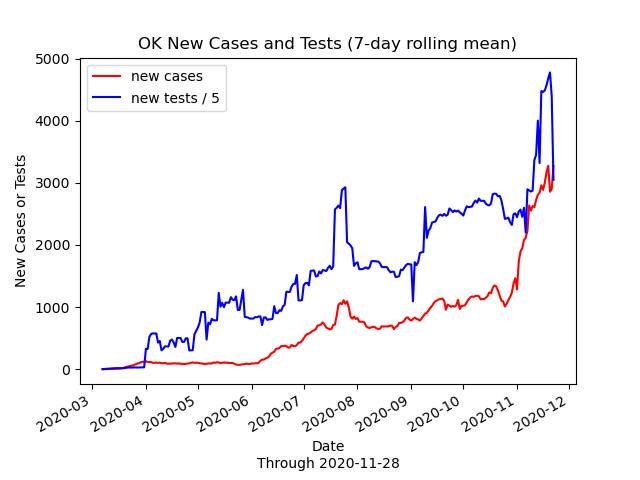 OK New Cases and Tests (7-day rolling mean)
new cases
new tests / 5
New Cases or Tests
5000
4000
3000
2000
1000
0
2020-03
2020-04
2020-05
2020-06
2020-07
2020-08
2020-09
2020-10
2020-11
2020-12
Date
Through 2020-11-28